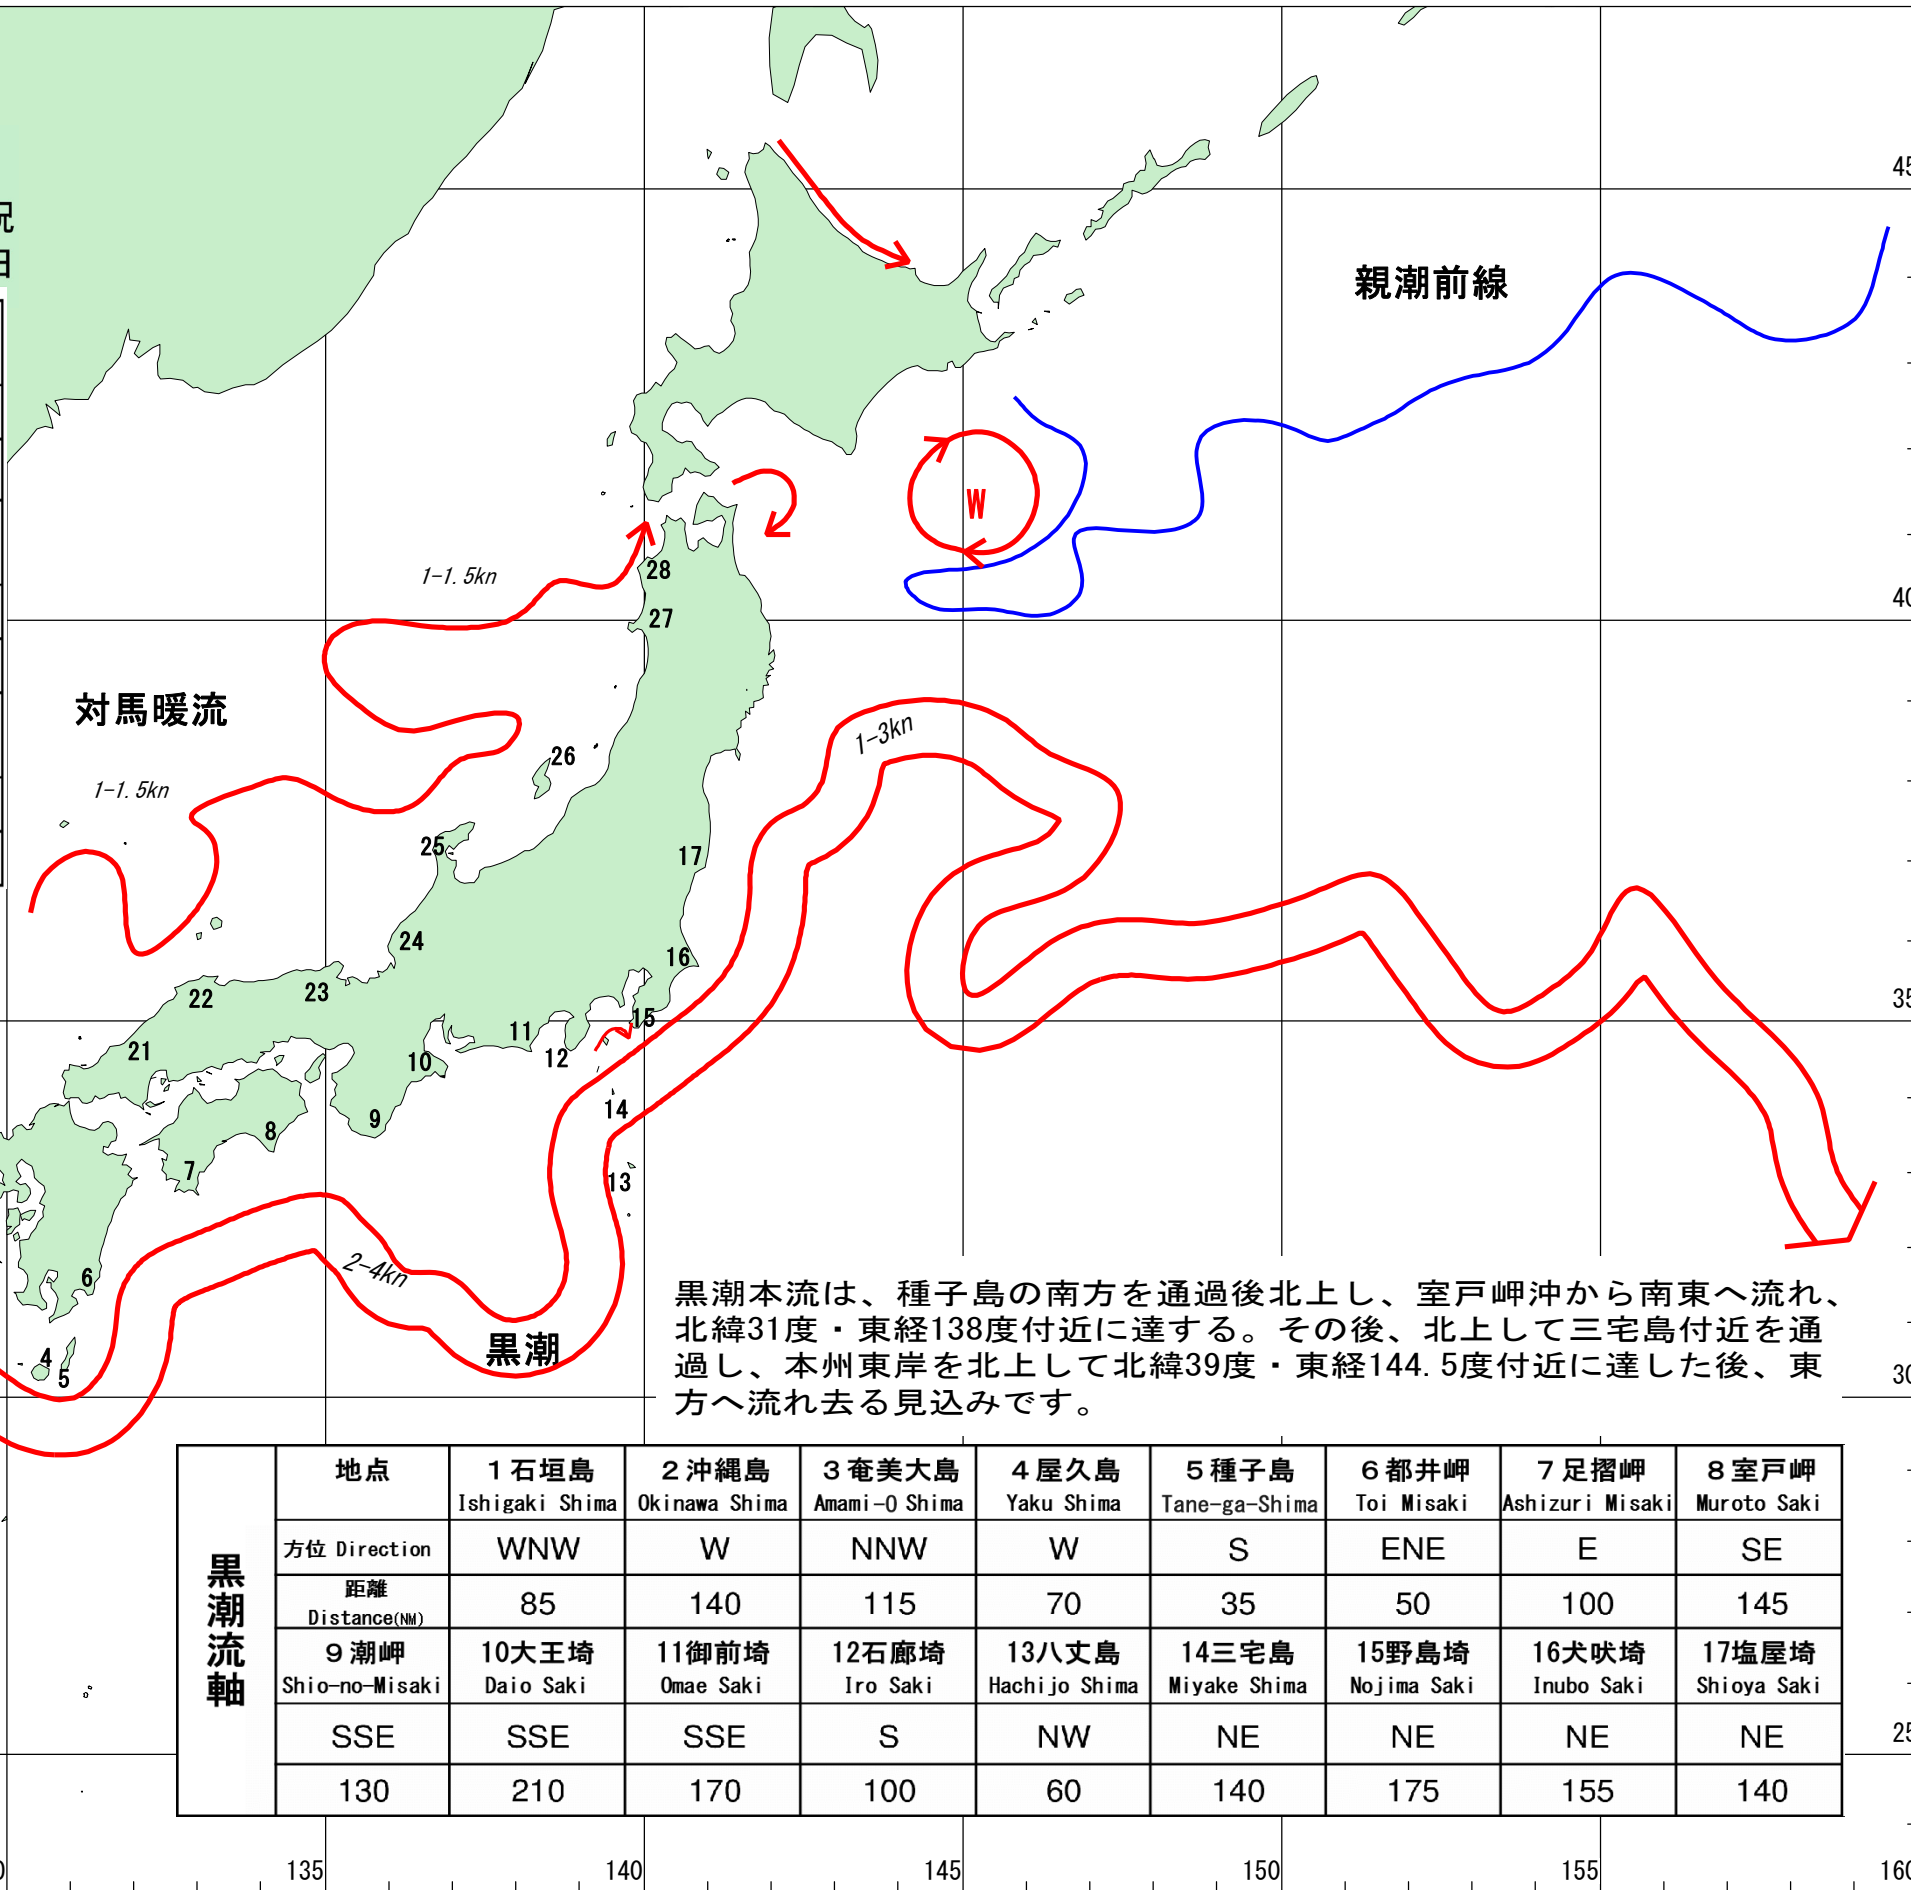 況
日
45
親潮前線
W
1-1.5kn
28
40
27
対馬暖流
1-3kn
26
1-1.5kn
25
17
24
16
22
23
35
15
11
21
12
10
14
9
8
7
13
2-4kn
6
黒潮
4
5
30
黒潮本流は、種子島の南方を通過後北上し、室戸岬沖から南東へ流れ、
北緯31度・東経138度付近に達する。その後、北上して三宅島付近を通
過し、本州東岸を北上して北緯39度・東経144.5度付近に達した後、東
方へ流れ去る見込みです。
黒潮流軸
地点 1石垣島 2沖縄島 3奄美大島 4屋久島 5種子島 6都井岬 7足摺岬 8室戸岬
Ishigaki Shima Okinawa Shima Amami-O Shima Yaku Shima Tane-ga-Shima Toi Misaki Ashizuri Misaki Muroto Saki
方位 Direction WNW W NNW W S ENE E SE
距離
Distance(NM) 85 140 115 70 35 50 100 145
9潮岬 10大王埼 11御前埼 12石廊埼 13八丈島 14三宅島 15野島埼 16犬吠埼 17塩屋埼
Shio-no-Misaki Daio Saki Omae Saki Iro Saki Hachijo Shima Miyake Shima Nojima Saki Inubo Saki Shioya Saki
SSE SSE SSE S NW NE NE NE NE
130 210 170 100 60 140 175 155 140
25
0 135 140 145 150 155 160